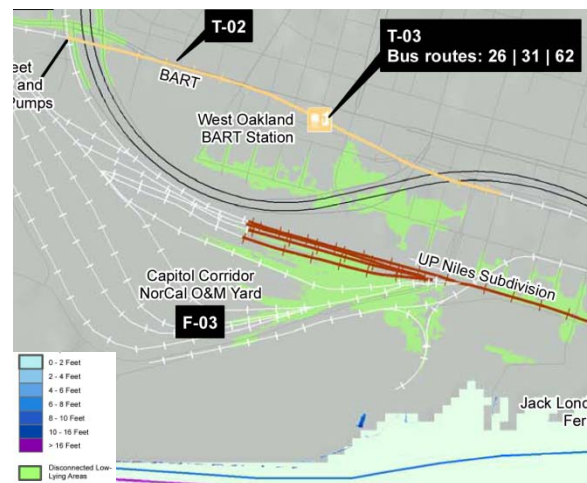 T-02
T-03
Bus routes: 26 | 31 | 62
eet
and
Pumps
BART
West Oakland
BART Station
UP Niles Subdivision
Capitol Corridor
NorCal O&M Yard
F-03
0 - 2 Feet
2 - 4 Feet
4 - 6 Feet
6 - 8 Feet
8 - 10 Feet
10 - 16 Feet
> 16 Feet
Disconnected Low-
Lying Areas
Jack Lond
Fer